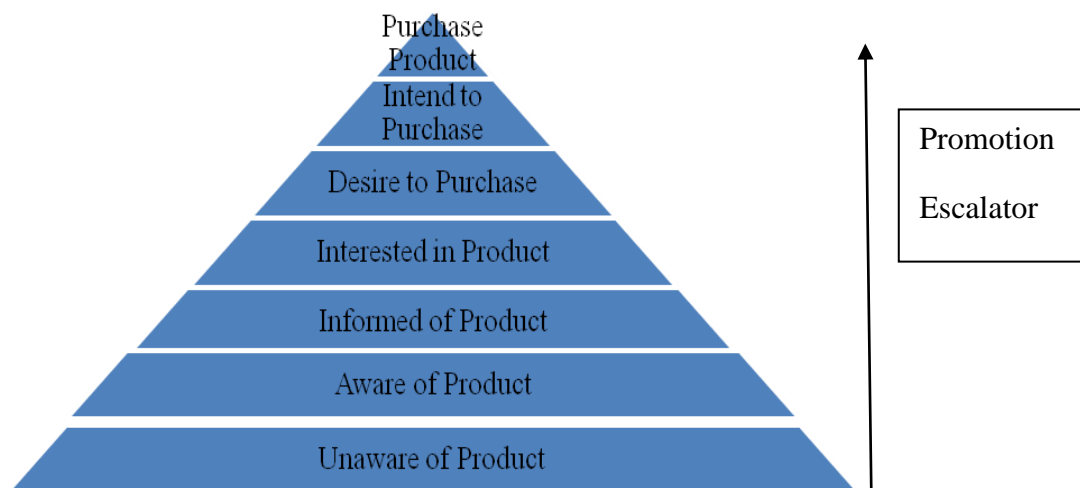 Purchase
Product
Intend to
Purchase
Desire to Purchase
Interested in Product
Informed of Product
Aware of Product
Unaware of Product
Promotion
Escalator